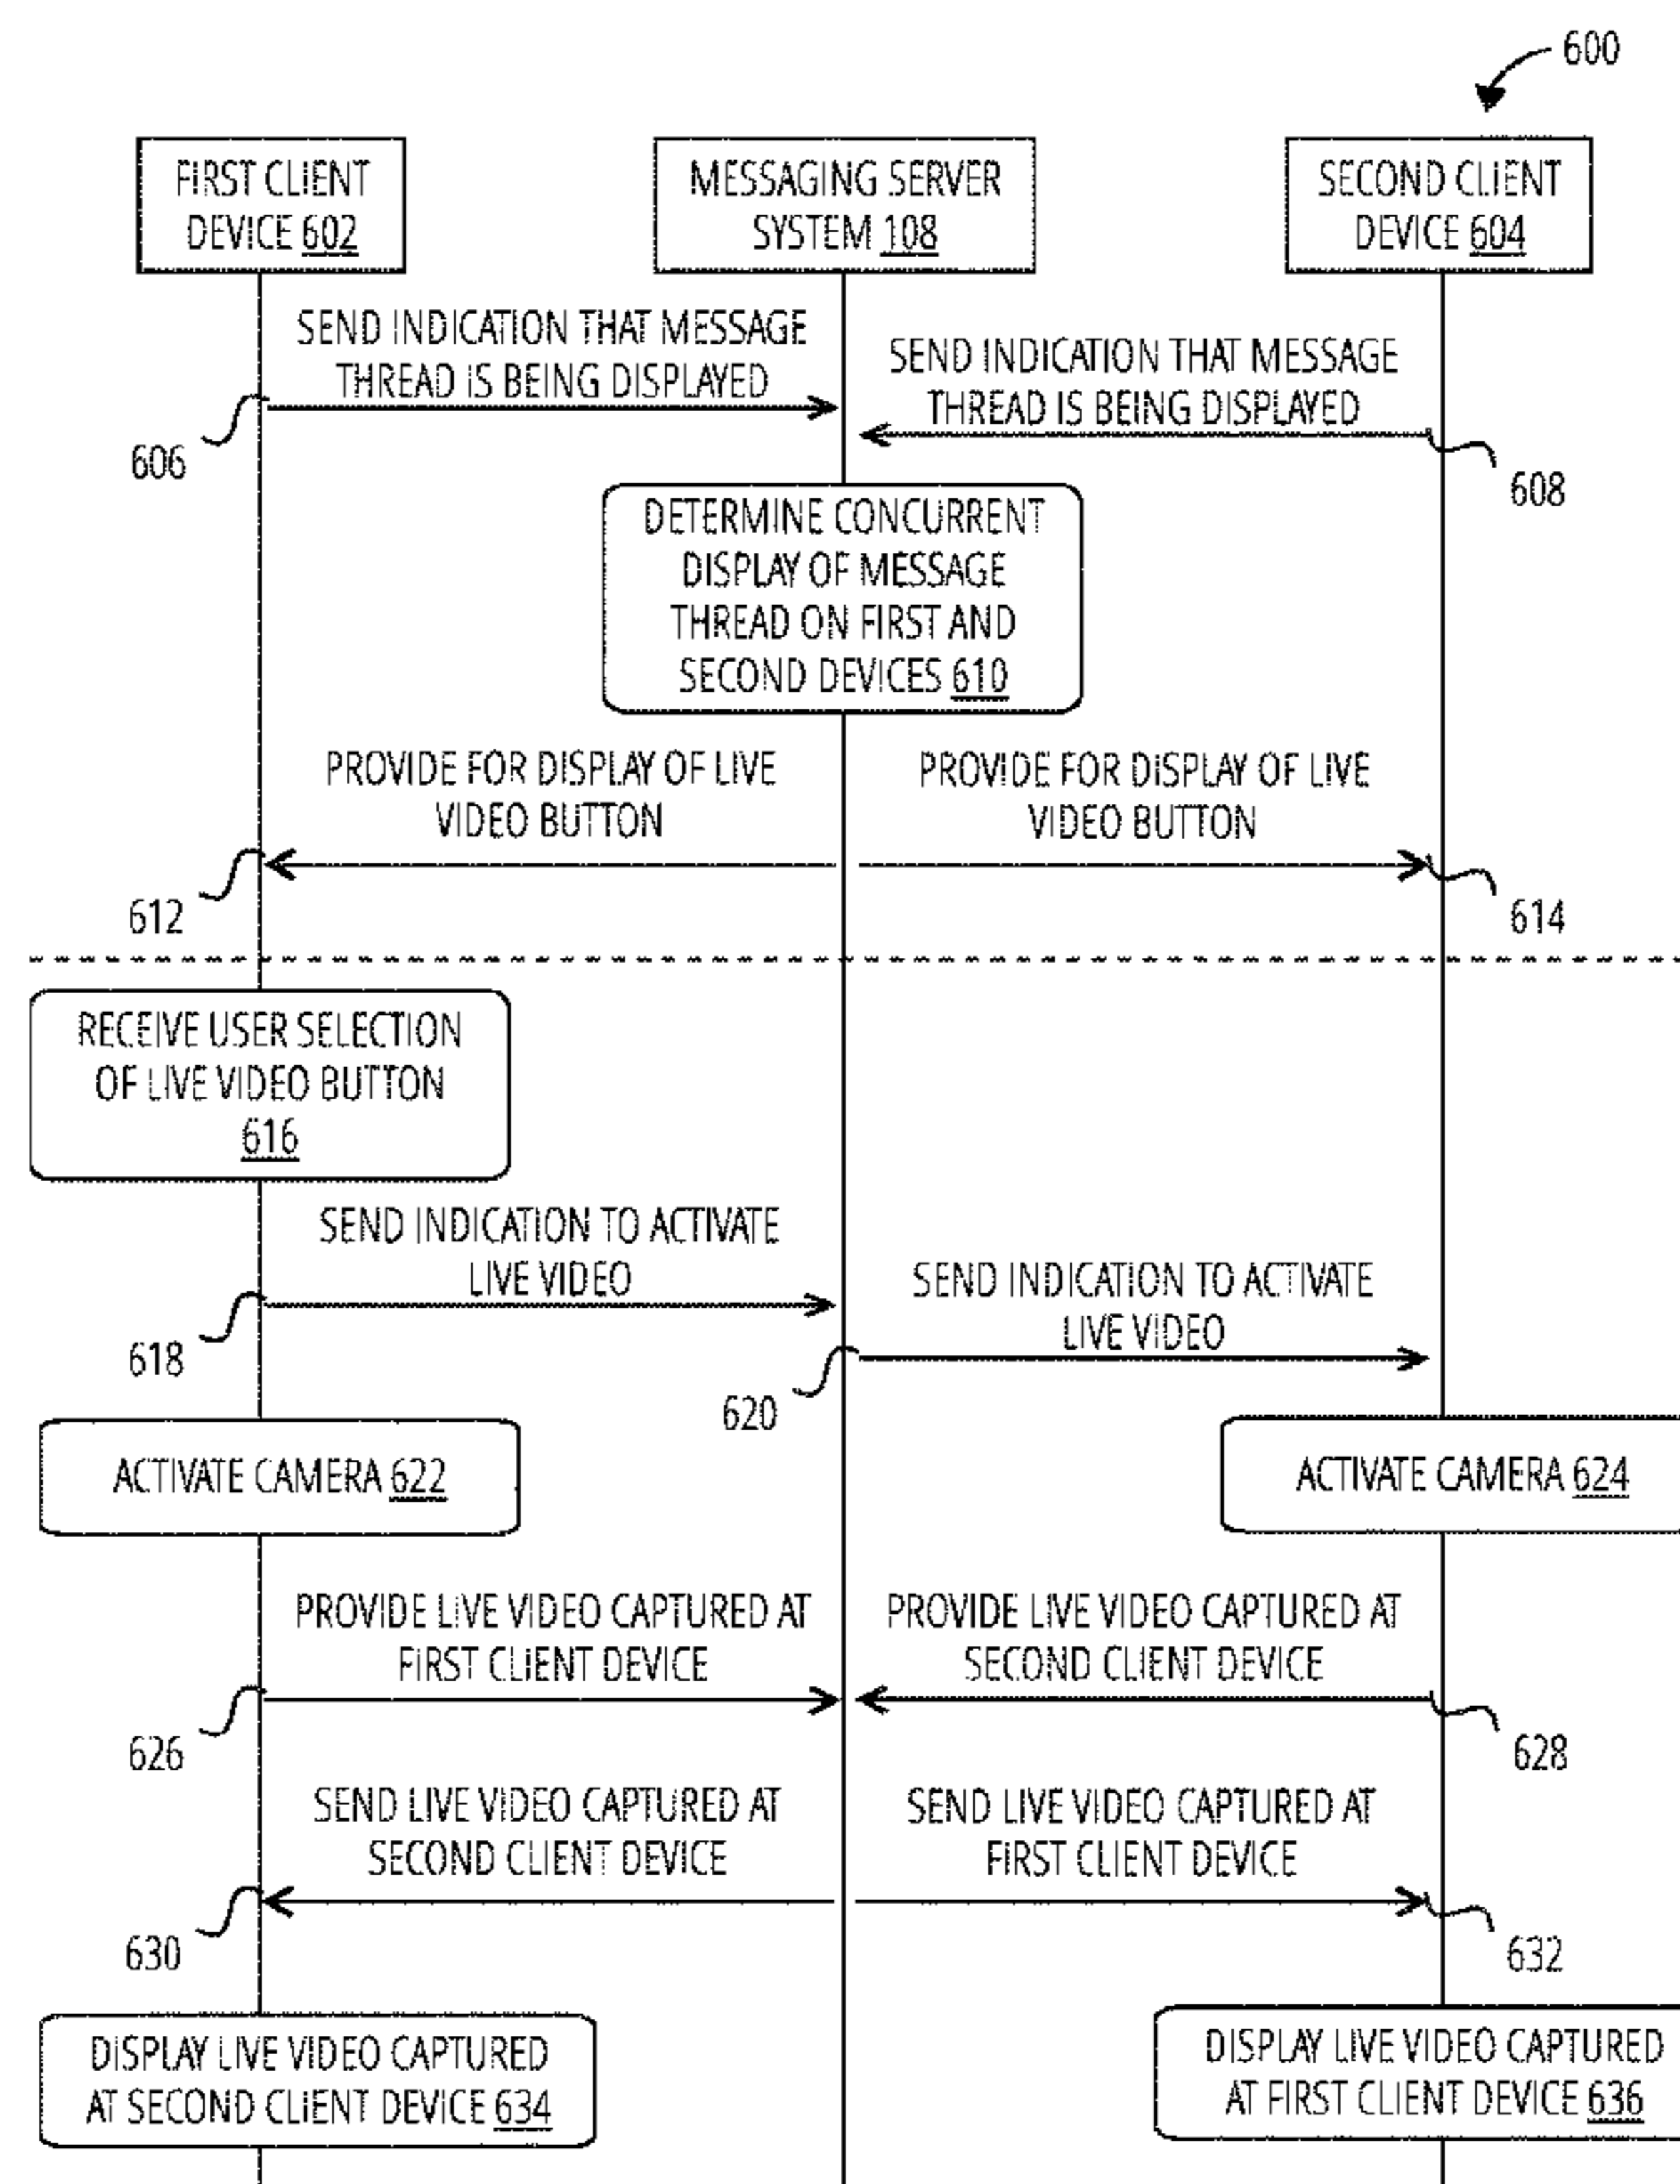 600
FIRST CLIENT
DEVICE 602
MESSAGING SERVER
SYSTEM 108
SECOND CLIENT
DEVICE 604
SEND INDICATION THAT MESSAGE
THREAD IS BEING DISPLAYED
606
SEND INDICATION THAT MESSAGE
THREAD IS BEING DISPLAYED
608
DETERMINE CONCURRENT
DISPLAY OF MESSAGE
THREAD ON FIRST AND
SECOND DEVICES 610
PROVIDE FOR DISPLAY OF LIVE
VIDEO BUTTON
612
PROVIDE FOR DISPLAY OF LIVE
VIDEO BUTTON
614
RECEIVE USER SELECTION
OF LIVE VIDEO BUTTON
616
SEND INDICATION TO ACTIVATE
LIVE VIDEO
618
SEND INDICATION TO ACTIVATE
LIVE VIDEO
620
ACTIVATE CAMERA 622
ACTIVATE CAMERA 624
PROVIDE LIVE VIDEO CAPTURED AT
FIRST CLIENT DEVICE
626
PROVIDE LIVE VIDEO CAPTURED AT
SECOND CLIENT DEVICE
628
SEND LIVE VIDEO CAPTURED AT
SECOND CLIENT DEVICE
630
SEND LIVE VIDEO CAPTURED AT
FIRST CLIENT DEVICE
632
DISPLAY LIVE VIDEO CAPTURED
AT SECOND CLIENT DEVICE 634
DISPLAY LIVE VIDEO CAPTURED
AT FIRST CLIENT DEVICE 636